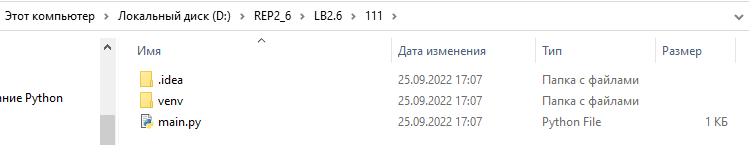 Этот компьютер › Локальный диск (D:) › REP2_6 › LB2.6 › 111 ›
Имя Дата изменения Тип Размер
.idea 25.09.2022 17:07 Папка с файлами
venv 25.09.2022 17:07 Папка с файлами
ние Python
main.py 25.09.2022 17:07 Python File 1 КБ